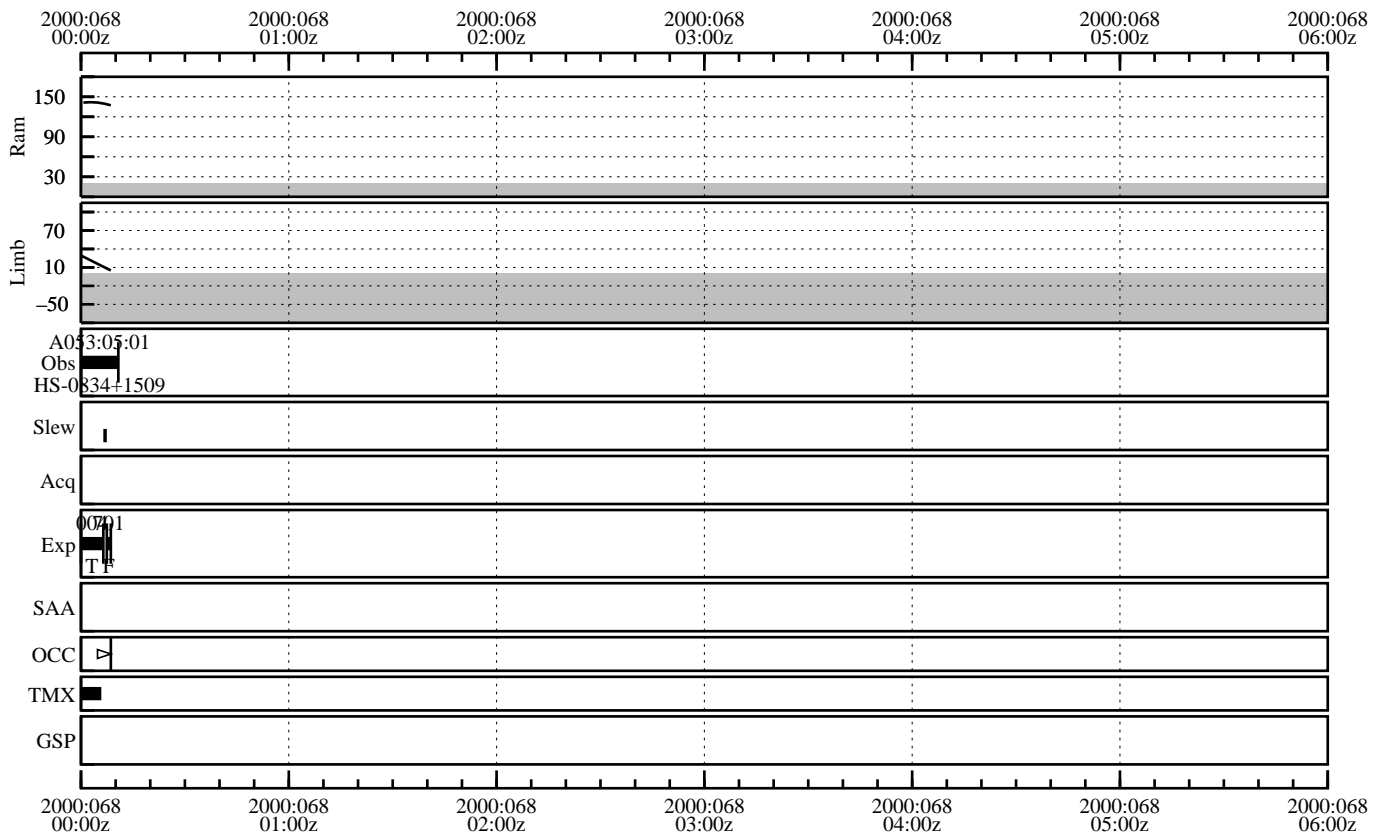 2000:068 2000:068 2000:068 2000:068 2000:068 2000:068 2000:068
00:00z 01:00z 02:00z 03:00z 04:00z 05:00z 06:00z
Ram
150
90
30
Limb
70
10
–50
A053:05:01
Obs
HS-0834+1509
Slew
Acq
Exp
T F
SAA
OCC
TMX
GSP
2000:068 2000:068 2000:068 2000:068 2000:068 2000:068 2000:068
00:00z 01:00z 02:00z 03:00z 04:00z 05:00z 06:00z